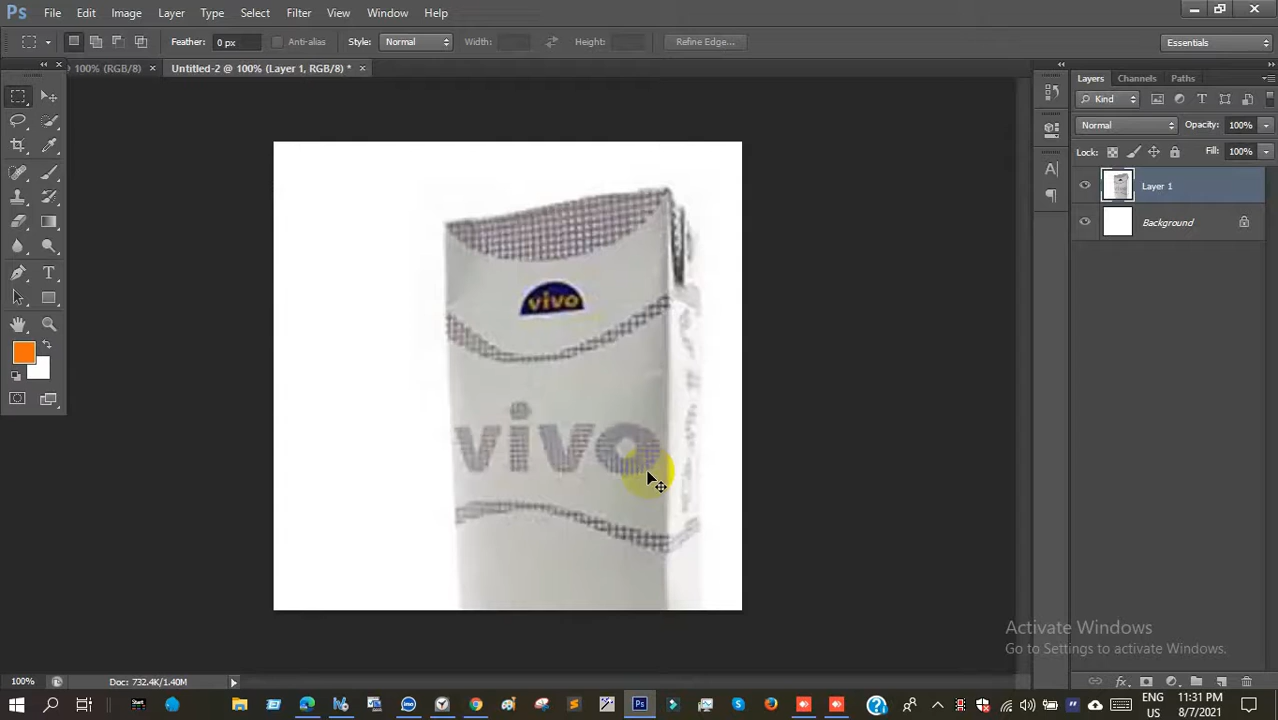 Ps File Edit Image Layer Type Select Filter View Window Help
Feather: 0 px Anti-alias Style: Normal Width: Height: Refine Edge... Essentials
@ 100% (RGB/8) × Untitled-2 @ 100% (Layer 1, RGB/8) * ×
Layers Channels Paths
Kind
Normal Opacity: 100%
Lock: Fill: 100%
Layer 1
Background
vivo
vivo
Activate Windows
Go to Settings to activate Windows.
100% Doc: 732.4K/1.40M
ENG 11:31 PM
US 8/7/2021